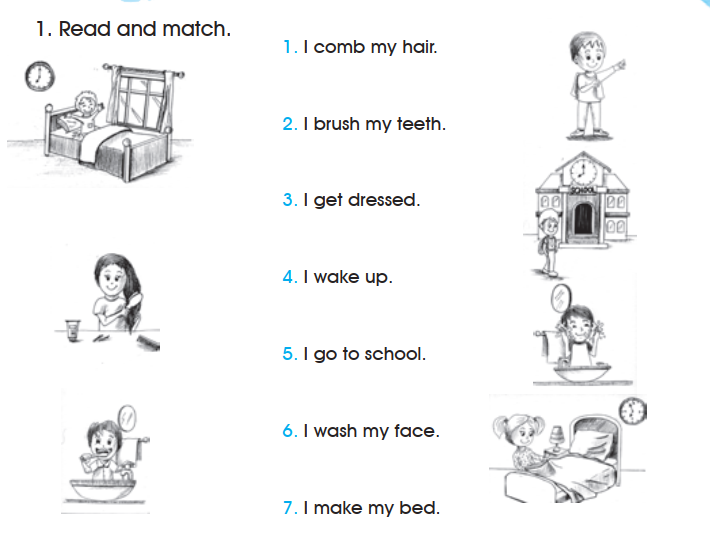 1. Read and match.
1. I comb my hair.
2. I brush my teeth.
3. I get dressed.
SCHOOL
4. I wake up.
5. I go to school.
6. I wash my face.
7. I make my bed.